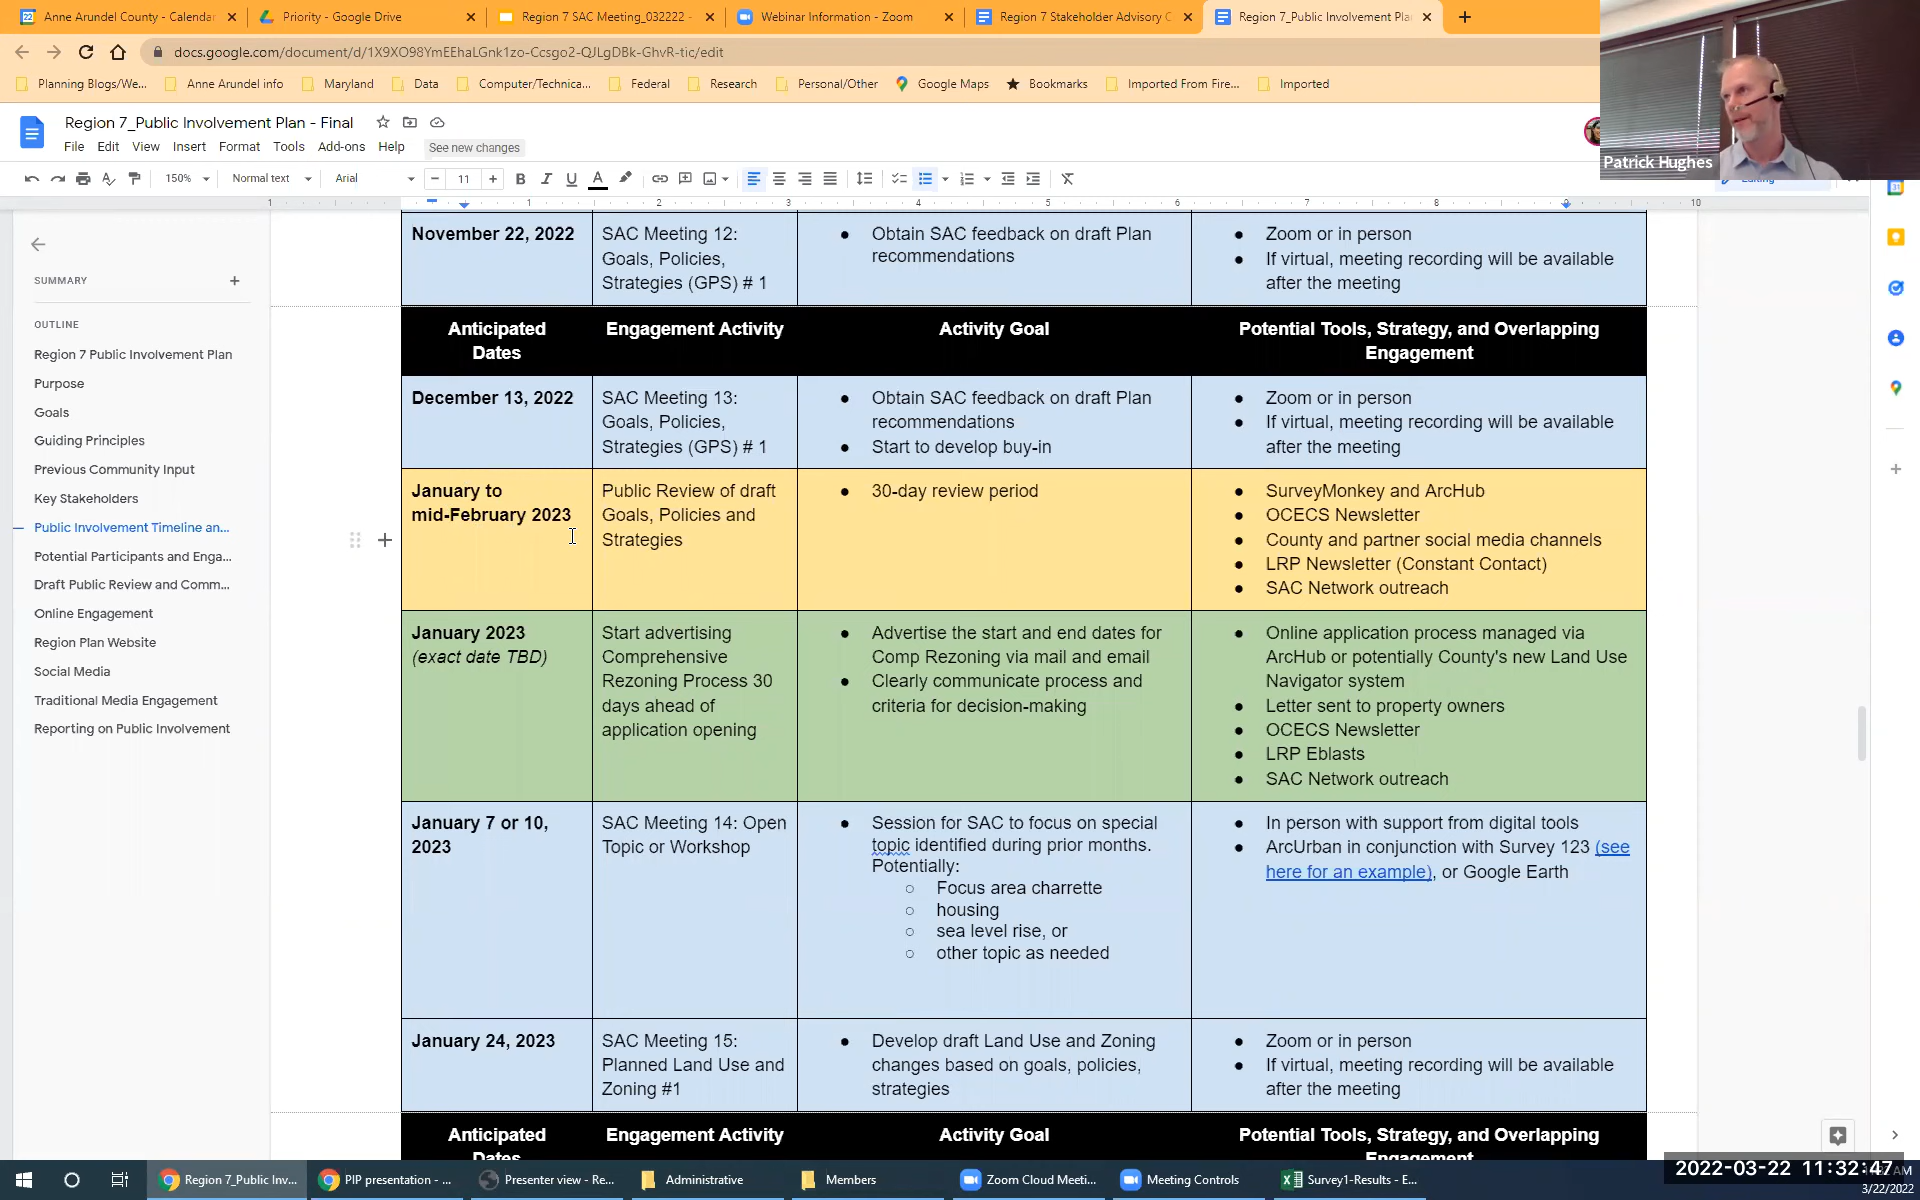 Anne Arundel County - Calendar
Priority - Google Drive
Region 7 SAC Meeting_032222 -
Webinar Information - Zoom
Region 7 Stakeholder Advisory C
Region 7_Public Involvement Pla
docs.google.com/document/d/1X9XO98YmEEhaLGnk1zo-Ccsgo2-QJLgDBk-GhvR-tic/edit
Planning Blogs/We...
Anne Arundel info
Maryland
Data
Computer/Technica...
Federal
Research
Personal/Other
Google Maps
Bookmarks
Imported From Fire...
Imported
Patrick Hughes
Region 7_Public Involvement Plan - Final
File Edit View Insert Format Tools Add-ons Help See new changes
150% Normal text Arial 11
Editing
1 1 2 3 4 5 6 7 8 9 10
SUMMARY
OUTLINE
Region 7 Public Involvement Plan
Purpose
Goals
Guiding Principles
Previous Community Input
Key Stakeholders
Public Involvement Timeline an...
Potential Participants and Enga...
Draft Public Review and Comm...
Online Engagement
Region Plan Website
Social Media
Traditional Media Engagement
Reporting on Public Involvement
November 22, 2022
SAC Meeting 12:
Goals, Policies,
Strategies (GPS) # 1
● Obtain SAC feedback on draft Plan
recommendations
● Zoom or in person
● If virtual, meeting recording will be available
after the meeting
Anticipated
Dates
Engagement Activity
Activity Goal
Potential Tools, Strategy, and Overlapping
Engagement
December 13, 2022
SAC Meeting 13:
Goals, Policies,
Strategies (GPS) # 1
● Obtain SAC feedback on draft Plan
recommendations
● Start to develop buy-in
● Zoom or in person
● If virtual, meeting recording will be available
after the meeting
January to
mid-February 2023
Public Review of draft
Goals, Policies and
Strategies
● 30-day review period
● SurveyMonkey and ArcHub
● OCECS Newsletter
● County and partner social media channels
● LRP Newsletter (Constant Contact)
● SAC Network outreach
January 2023
(exact date TBD)
Start advertising
Comprehensive
Rezoning Process 30
days ahead of
application opening
● Advertise the start and end dates for
Comp Rezoning via mail and email
● Clearly communicate process and
criteria for decision-making
● Online application process managed via
ArcHub or potentially County's new Land Use
Navigator system
● Letter sent to property owners
● OCECS Newsletter
● LRP Eblasts
● SAC Network outreach
January 7 or 10,
2023
SAC Meeting 14: Open
Topic or Workshop
● Session for SAC to focus on special
topic identified during prior months.
Potentially:
○ Focus area charrette
○ housing
○ sea level rise, or
○ other topic as needed
● In person with support from digital tools
● ArcUrban in conjunction with Survey 123 (see
here for an example), or Google Earth
January 24, 2023
SAC Meeting 15:
Planned Land Use and
Zoning #1
● Develop draft Land Use and Zoning
changes based on goals, policies,
strategies
● Zoom or in person
● If virtual, meeting recording will be available
after the meeting
Anticipated
Dates
Engagement Activity
Activity Goal
Potential Tools, Strategy, and Overlapping
Engagement
Region 7_Public Inv...
PIP presentation - ...
Presenter view - Re...
Administrative
Members
Zoom Cloud Meeti...
Meeting Controls
Survey1-Results - E...
2022-03-22 11:32:47
3/22/2022